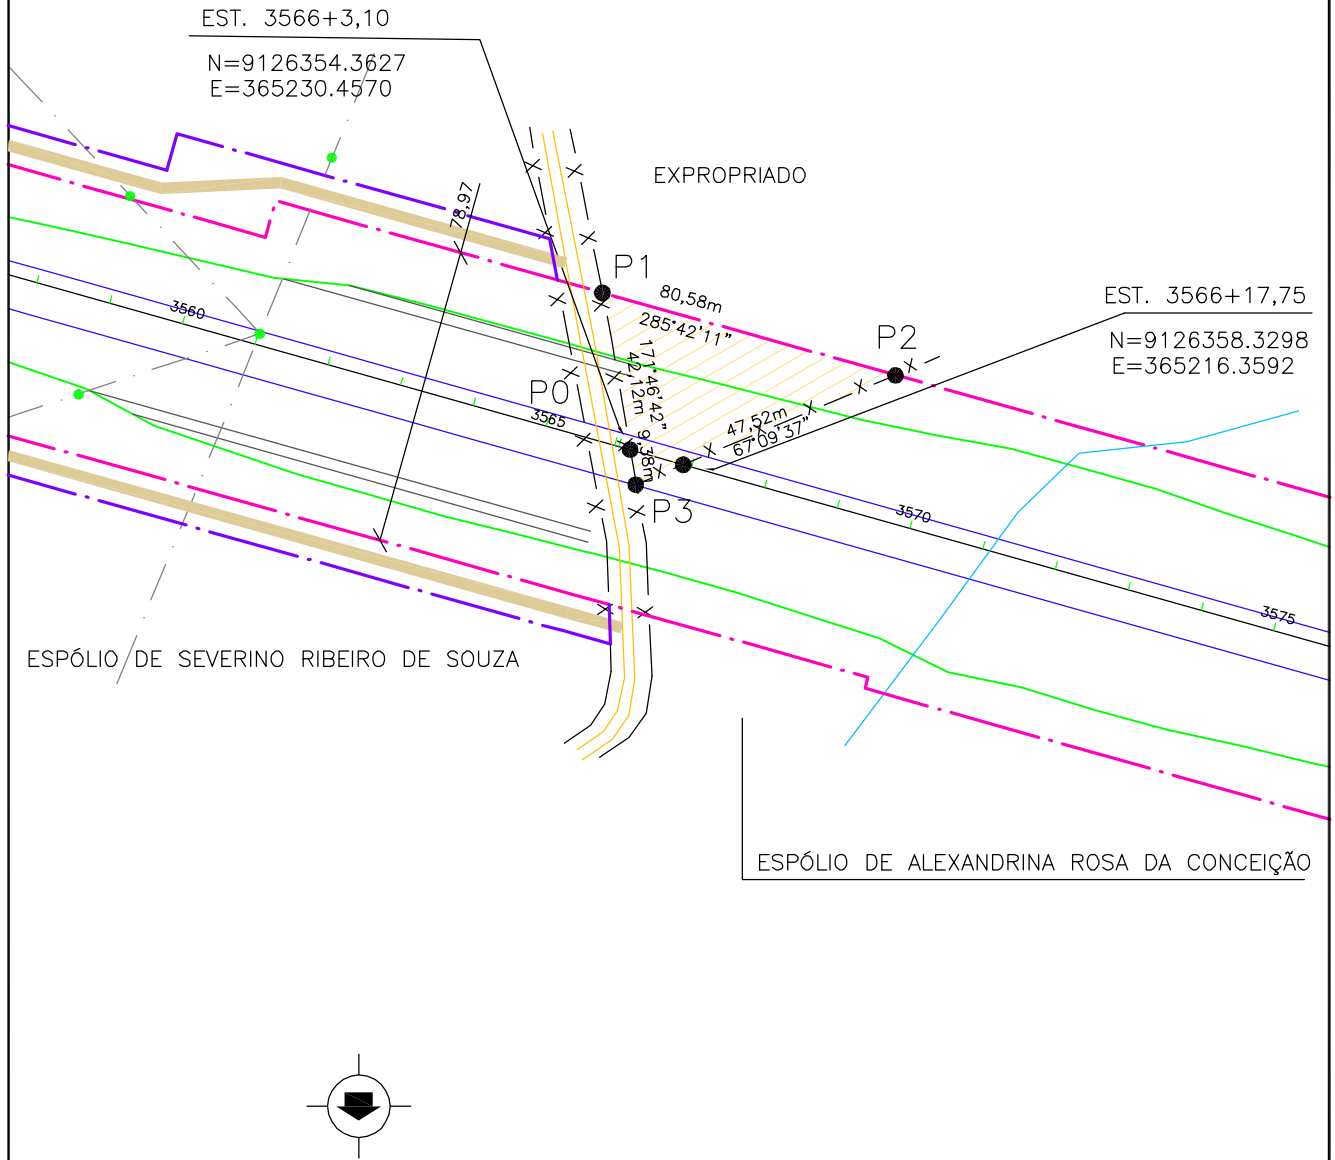 EST. 3566+3,10
N=9126354.3627
E=365230.4570
78,97
EXPROPRIADO
P1
80,58m
285°42'11"
EST. 3566+17,75
N=9126358.3298
E=365216.3592
P2
3560
171°46'42"
42,12m
P0
3565
47,52m
67°09'37"
9,38m
P3
3570
3575
ESPÓLIO DE SEVERINO RIBEIRO DE SOUZA
ESPÓLIO DE ALEXANDRINA ROSA DA CONCEIÇÃO